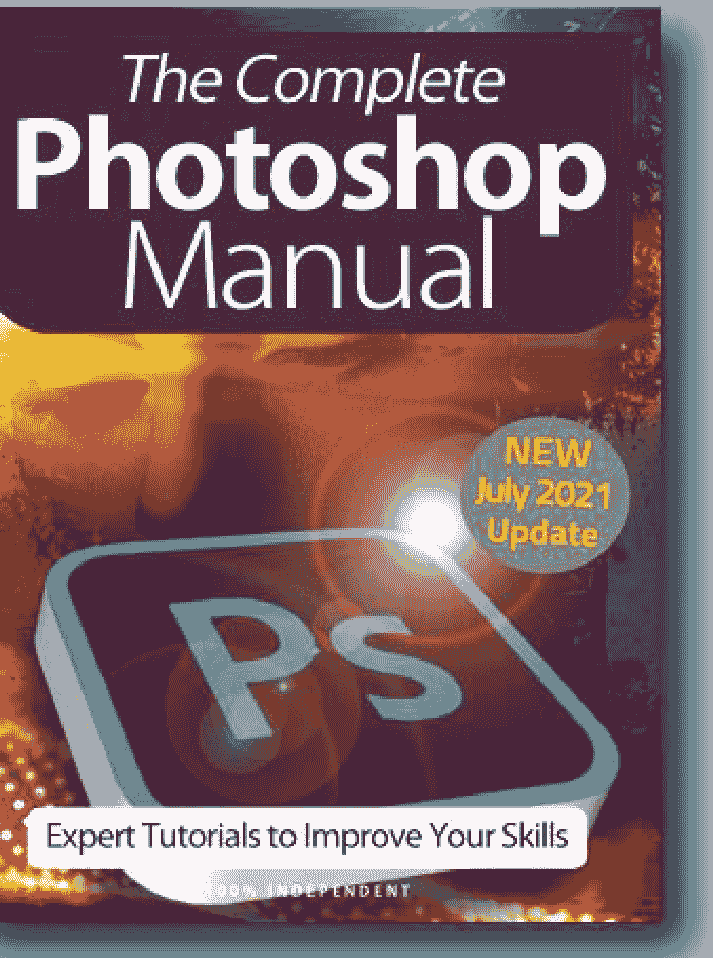 The Complete
Photoshop
Manual
NEW
July 2021
Update
Ps
Expert Tutorials to Improve Your Skills
100% INDEPENDENT